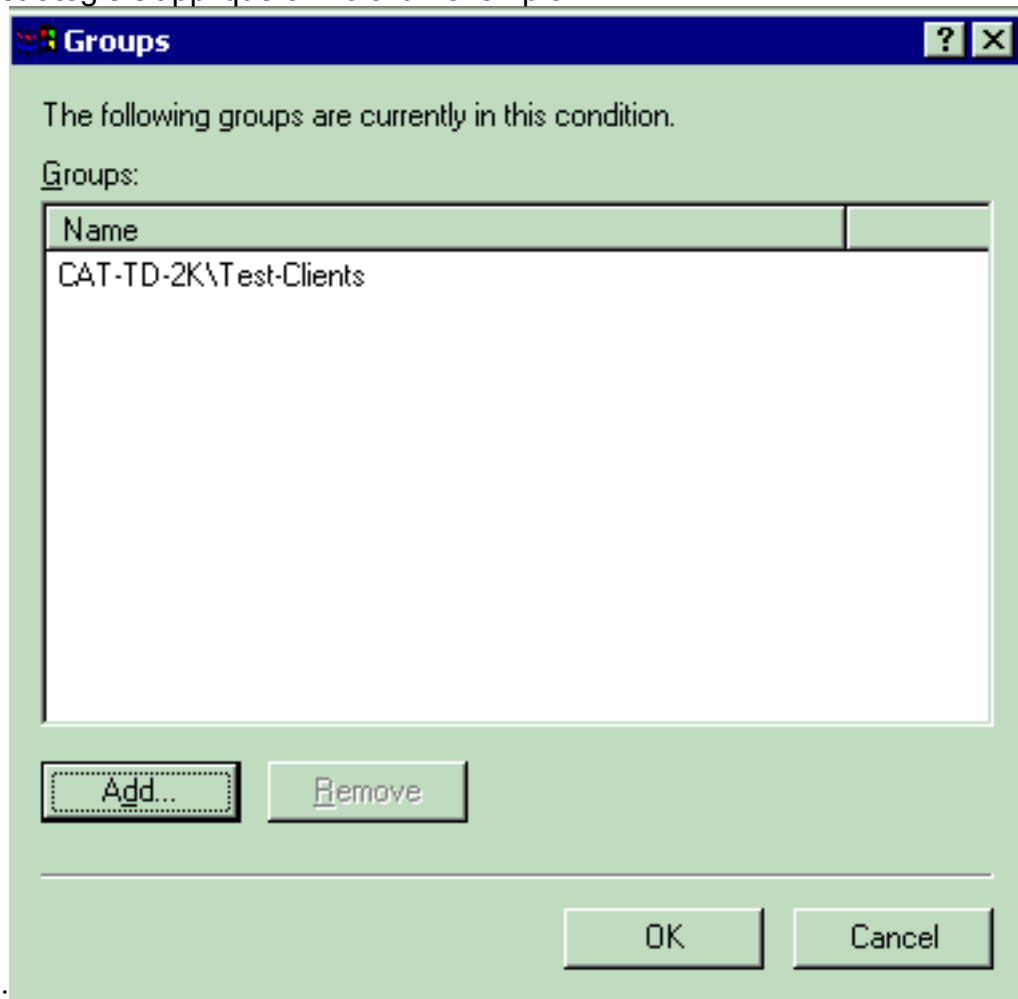 Groups
The following groups are currently in this condition.
Groups:
Name
CAT-TD-2K\Test-Clients
Add...
Remove
OK Cancel
.